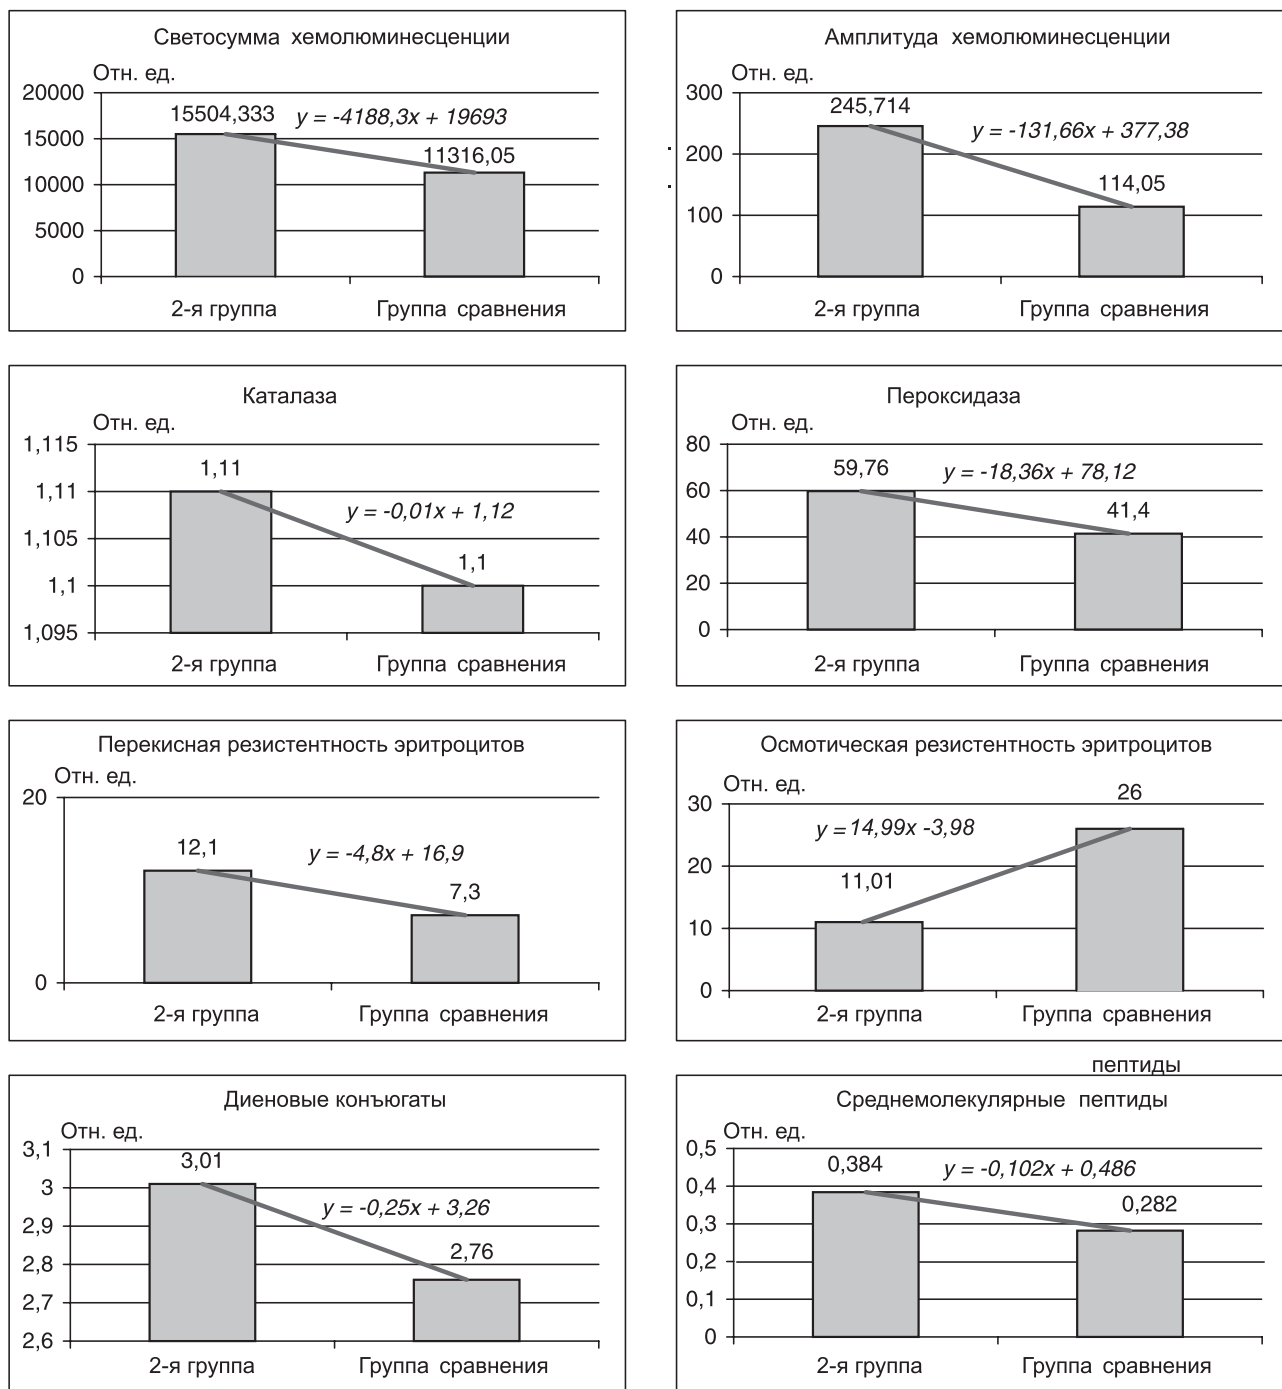 Светосумма хемолюминесценции
Отн. ед.
20000
15504,333
y = -4188,3x + 19693
15000
11316,05
10000
5000
0
2-я группа
Группа сравнения
Амплитуда хемолюминесценции
Отн. ед.
300
245,714
y = -131,66x + 377,38
200
114,05
100
0
2-я группа
Группа сравнения
Каталаза
Отн. ед.
1,115
1,11
1,11
y = -0,01x + 1,12
1,105
1,1
1,1
1,095
2-я группа
Группа сравнения
Пероксидаза
Отн. ед.
80
59,76
y = -18,36x + 78,12
60
41,4
40
20
0
2-я группа
Группа сравнения
Перекисная резистентность эритроцитов
Отн. ед.
20
12,1
y = -4,8x + 16,9
7,3
0
2-я группа
Группа сравнения
Осмотическая резистентность эритроцитов
Отн. ед.
26
30
y = 14,99x -3,98
20
11,01
10
0
2-я группа
Группа сравнения
Диеновые конъюгаты
Отн. ед.
3,1
3,01
3
y = -0,25x + 3,26
2,9
2,8
2,76
2,7
2,6
2-я группа
Группа сравнения
пептиды
Среднемолекулярные пептиды
Отн. ед.
0,5
0,384
y = -0,102x + 0,486
0,4
0,282
0,3
0,2
0,1
0
2-я группа
Группа сравнения